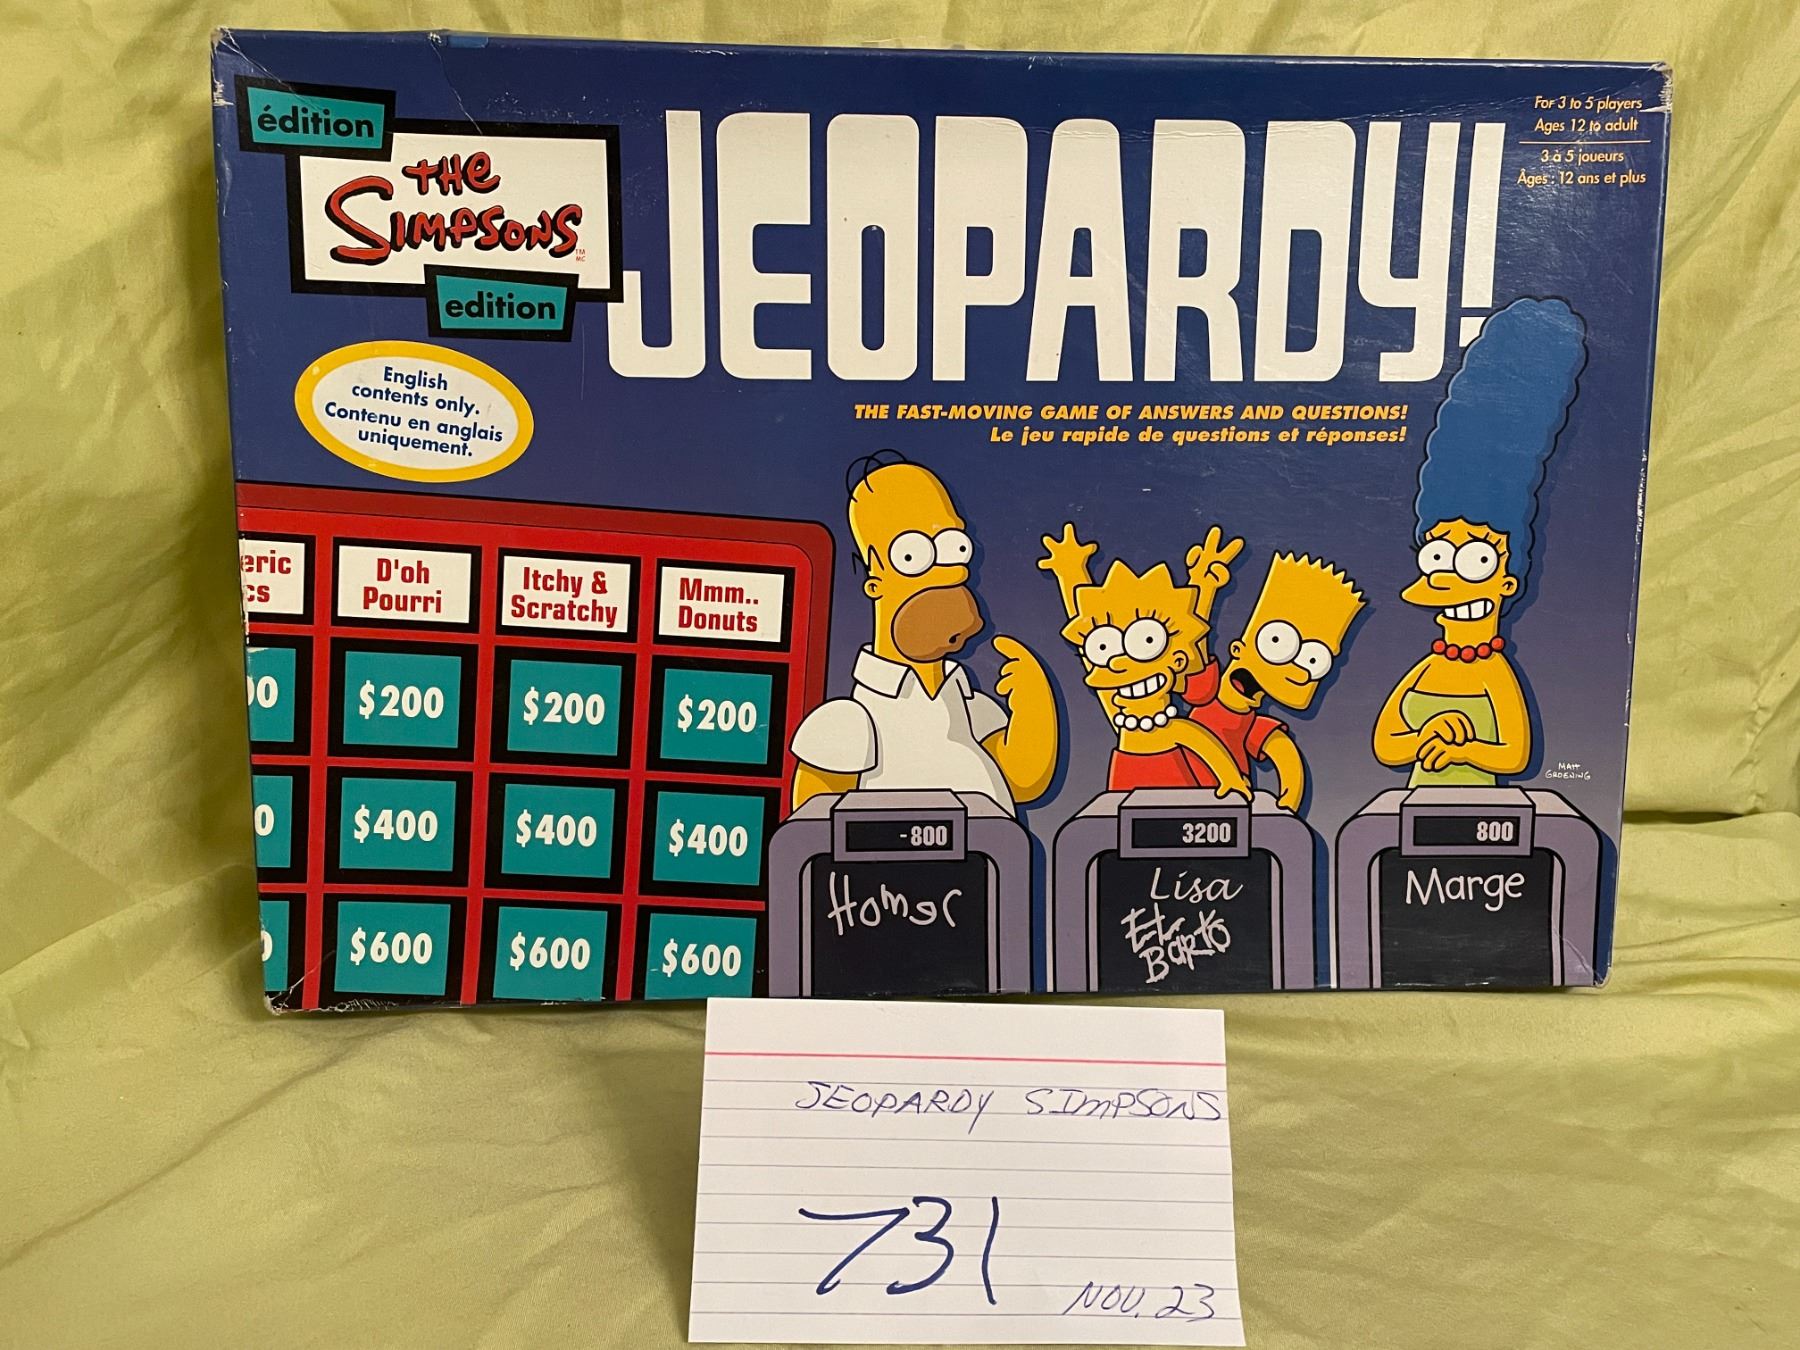 édition
THE
SIMPSONS
TM
MC
edition
JEOPARDY!
For 3 to 5 players
Ages 12 to adult
3 à 5 joueurs
Âges : 12 ans et plus
English
contents only.
Contenu en anglais
uniquement.
THE FAST-MOVING GAME OF ANSWERS AND QUESTIONS!
Le jeu rapide de questions et réponses!
eric
cs
D'oh
Pourri
Itchy &
Scratchy
Mmm..
Donuts
00
$200
$200
$200
0
$400
$400
$400
$600
$600
$600
-800
Homer
3200
Lisa
EL
BARTO
800
Marge
MATT
GROENING
JEOPARDY SIMPSONS
731
NOV. 23